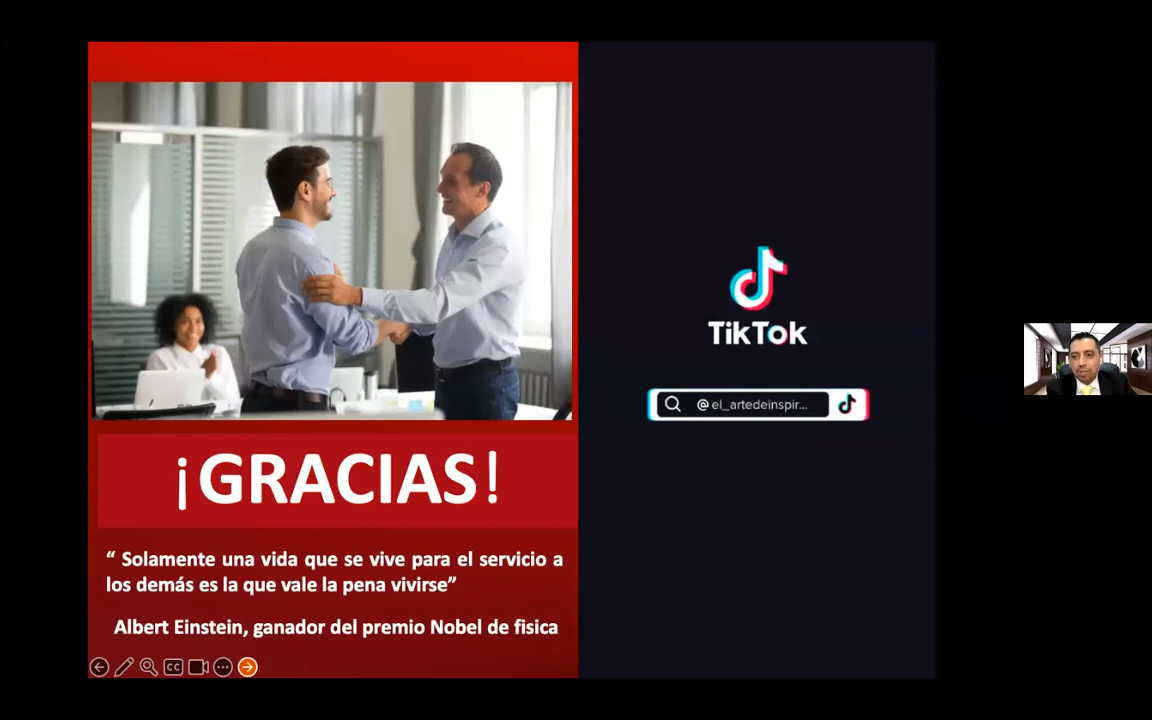 ¡GRACIAS!
“ Solamente una vida que se vive para el servicio a
los demás es la que vale la pena vivirse”
Albert Einstein, ganador del premio Nobel de fisica
CC
TikTok
@el_artedeinspir...